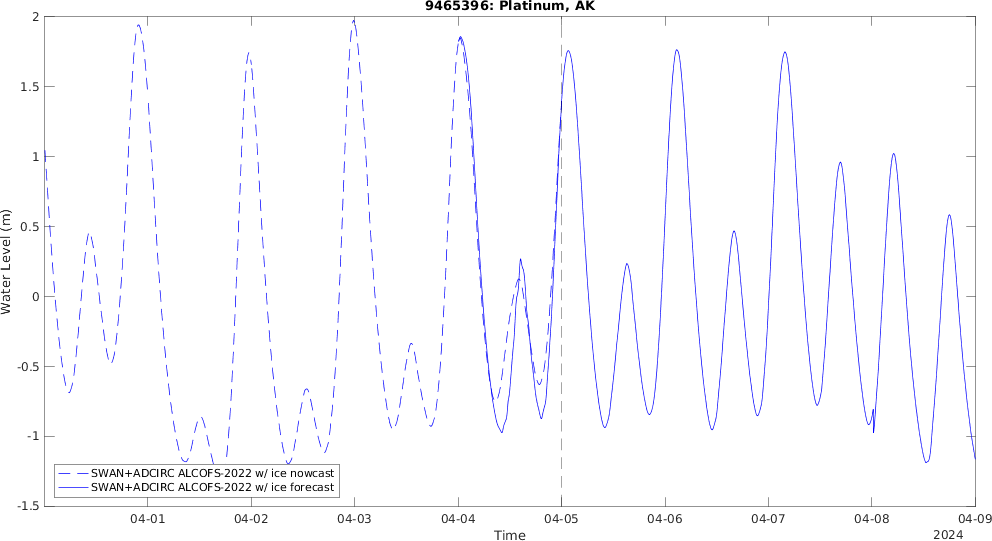 9465396: Platinum, AK
2
1.5
1
0.5
0
-0.5
-1
-1.5
Water Level (m)
SWAN+ADCIRC ALCOFS-2022 w/ ice nowcast
SWAN+ADCIRC ALCOFS-2022 w/ ice forecast
04-01 04-02 04-03 04-04 04-05 04-06 04-07 04-08 04-09
Time
2024